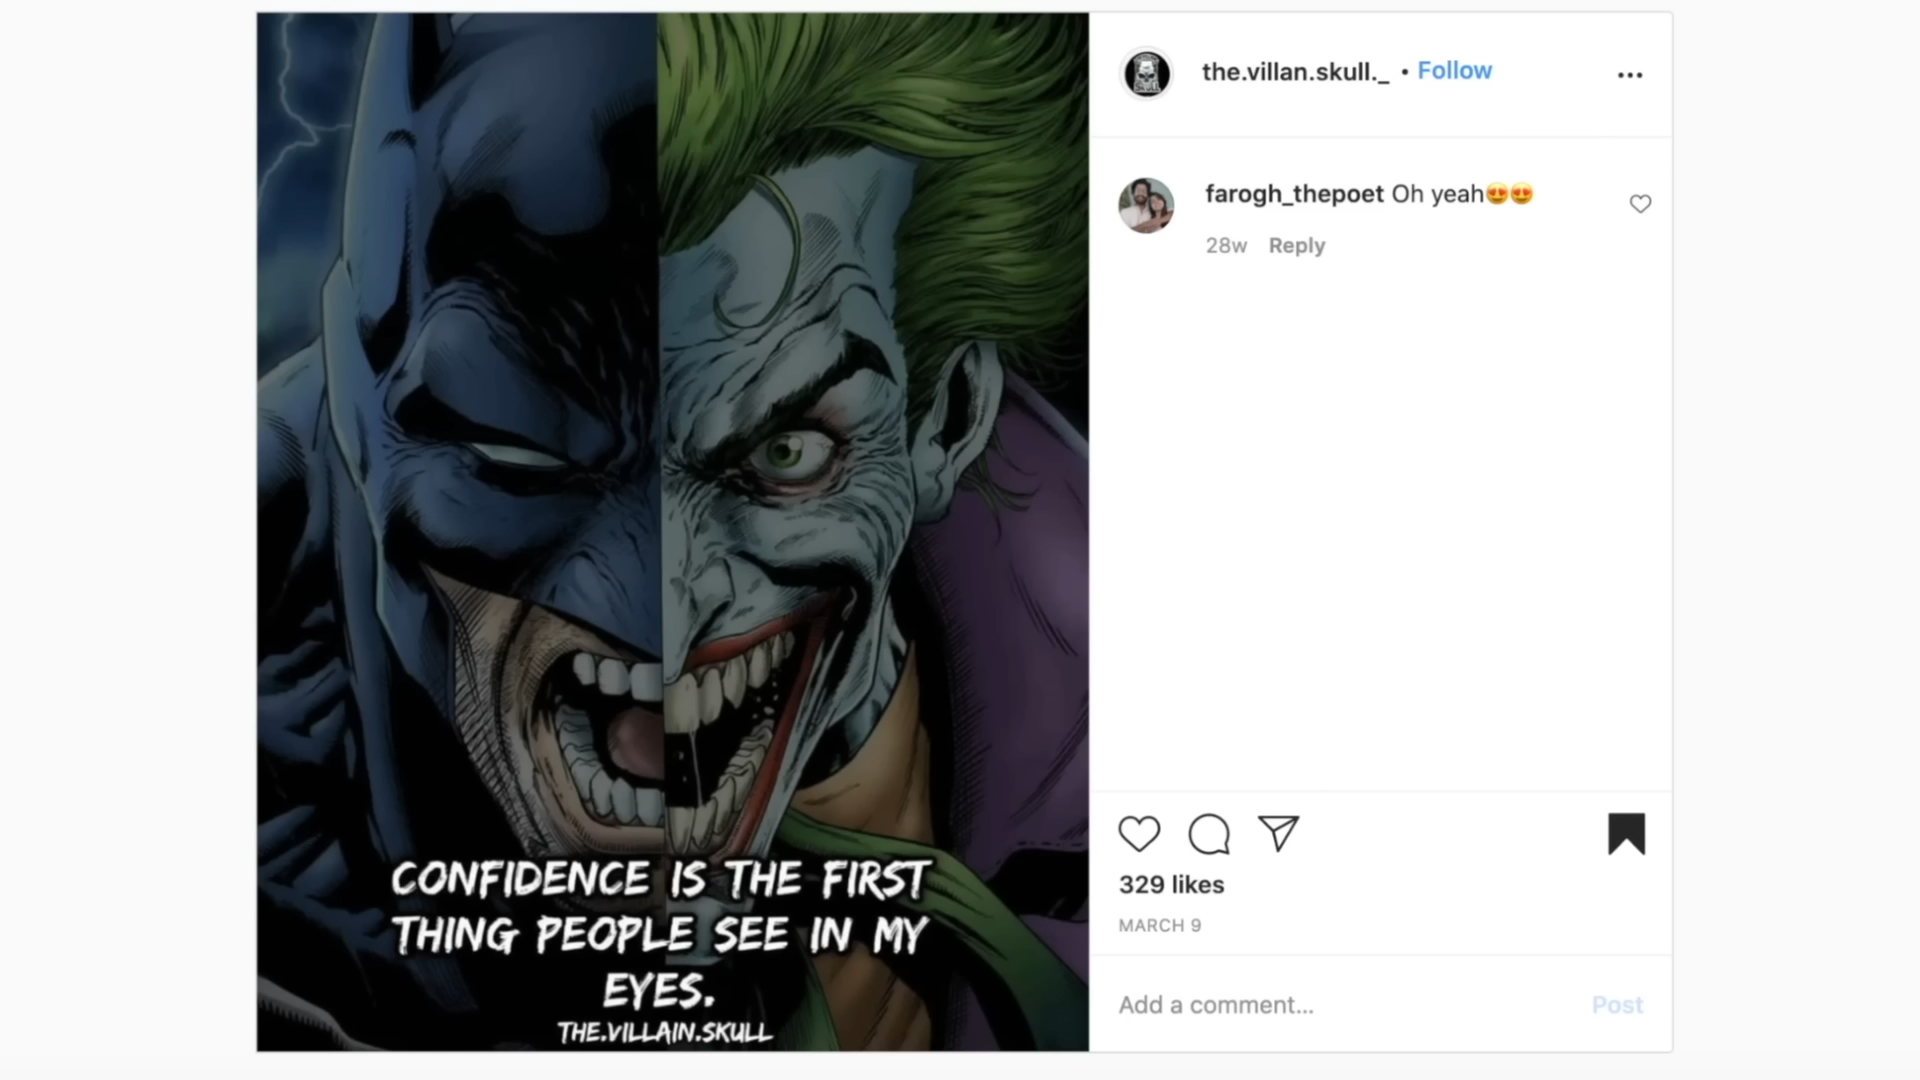 the.villan.skull._ • Follow
farogh_thepoet Oh yeah😍😍
28w Reply
329 likes
MARCH 9
Add a comment... Post
CONFIDENCE IS THE FIRST
THING PEOPLE SEE IN MY
EYES.
THE.VILLAIN.SKULL